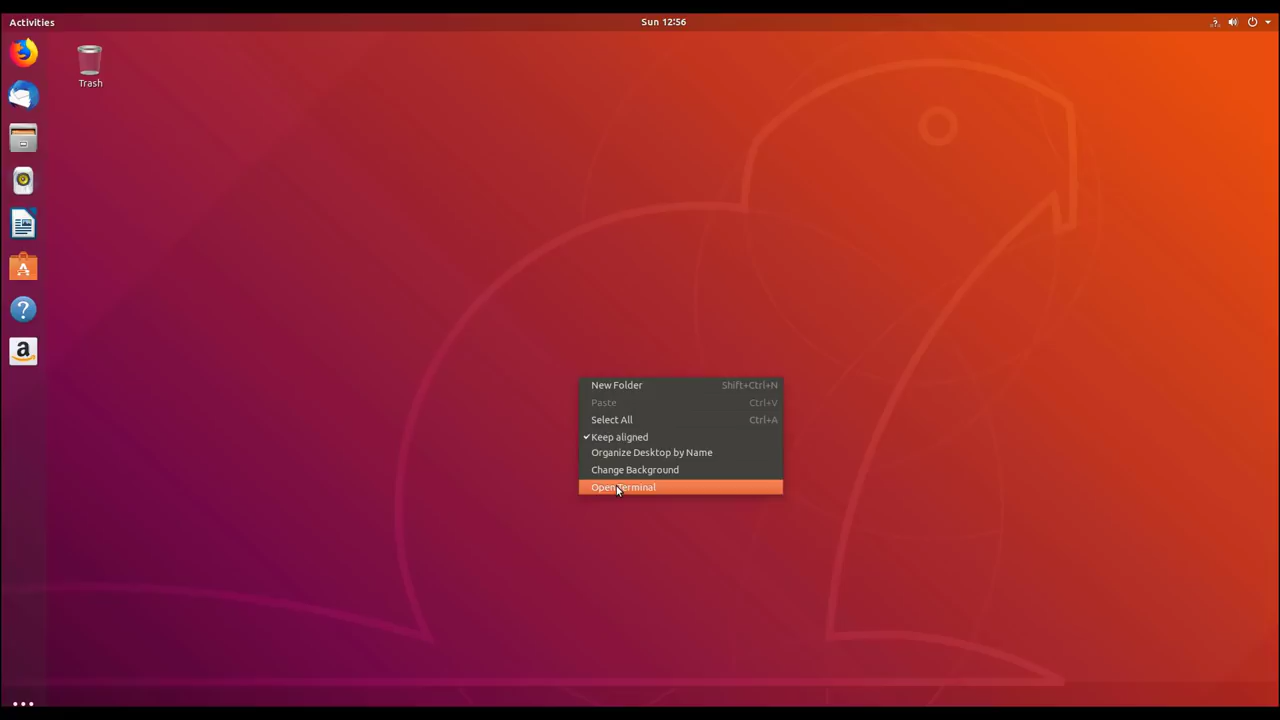 Activities
Sun 12:56
Trash
New Folder Shift+Ctrl+N
Paste Ctrl+V
Select All Ctrl+A
Keep aligned
Organize Desktop by Name
Change Background
Open Terminal